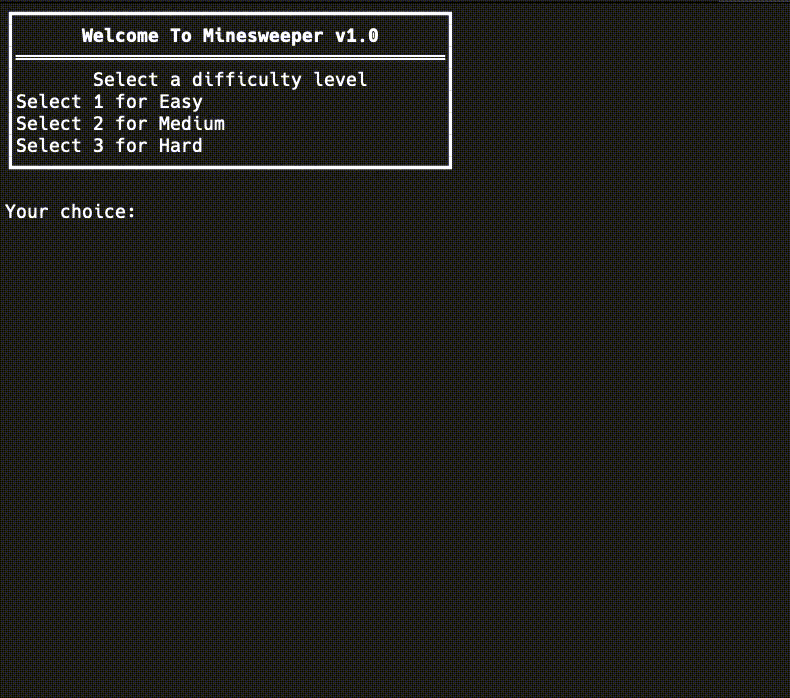 Welcome To Minesweeper v1.0
Select a difficulty level
Select 1 for Easy
Select 2 for Medium
Select 3 for Hard
Your choice: